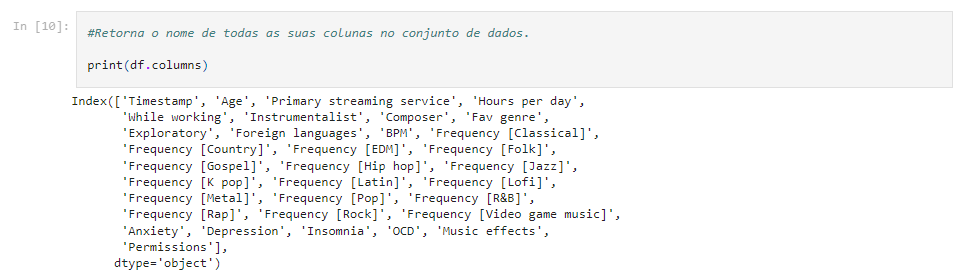 In [10]:
#Retorna o nome de todas as suas colunas no conjunto de dados.
print(df.columns)
Index(['Timestamp', 'Age', 'Primary streaming service', 'Hours per day',
'While working', 'Instrumentalist', 'Composer', 'Fav genre',
'Exploratory', 'Foreign languages', 'BPM', 'Frequency [Classical]',
'Frequency [Country]', 'Frequency [EDM]', 'Frequency [Folk]',
'Frequency [Gospel]', 'Frequency [Hip hop]', 'Frequency [Jazz]',
'Frequency [K pop]', 'Frequency [Latin]', 'Frequency [Lofi]',
'Frequency [Metal]', 'Frequency [Pop]', 'Frequency [R&B]',
'Frequency [Rap]', 'Frequency [Rock]', 'Frequency [Video game music]',
'Anxiety', 'Depression', 'Insomnia', 'OCD', 'Music effects',
'Permissions'],
dtype='object')